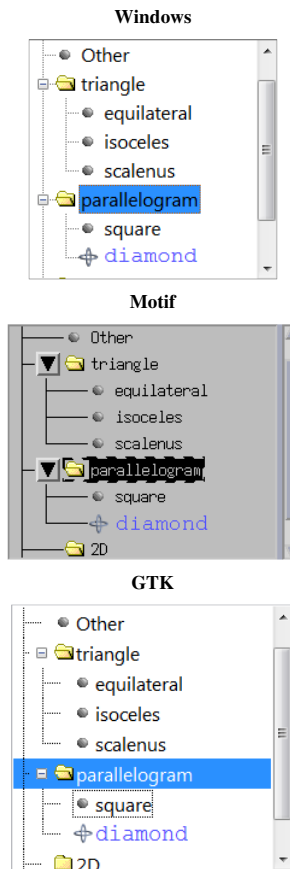 Windows
Other
triangle
equilateral
isoceles
scalenus
parallelogram
square
diamond
Motif
Other
triangle
equilateral
isoceles
scalenus
parallelogram
square
diamond
2D
GTK
Other
triangle
equilateral
isoceles
scalenus
parallelogram
square
diamond
2D